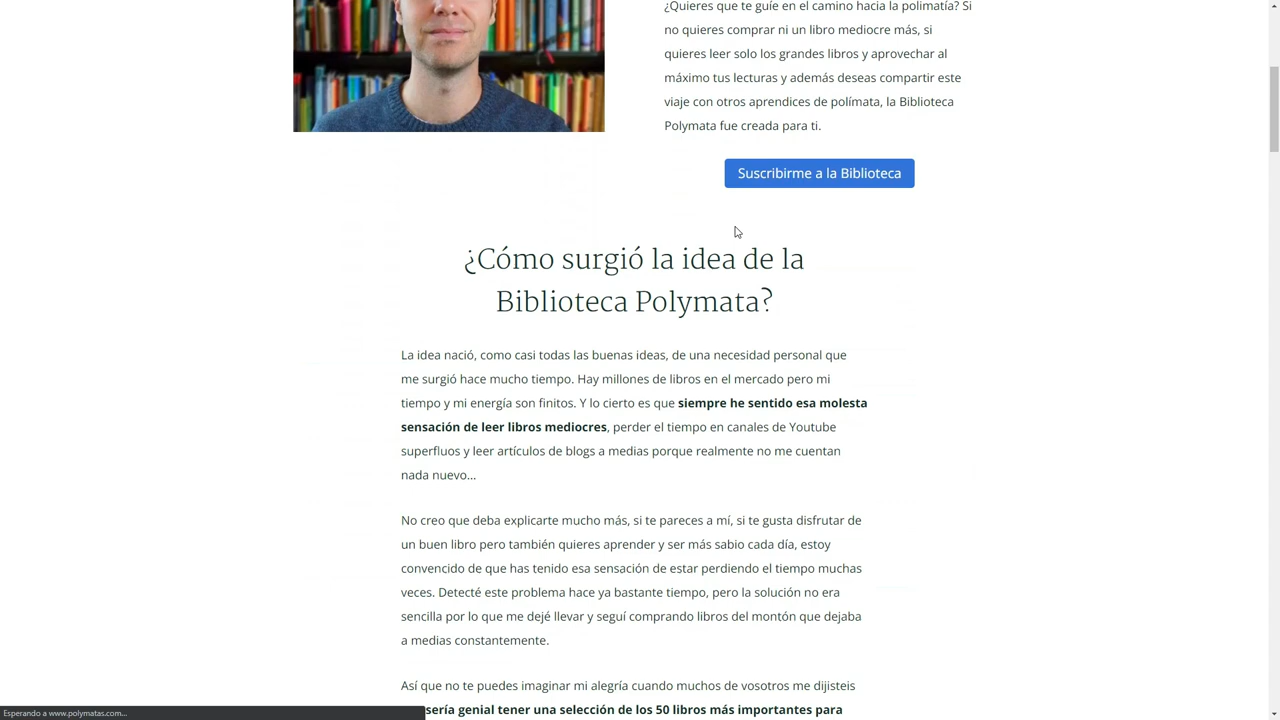 ¿Quieres que te guíe en el camino hacia la polimatía? Si
no quieres comprar ni un libro mediocre más, si
quieres leer solo los grandes libros y aprovechar al
máximo tus lecturas y además deseas compartir este
viaje con otros aprendices de polímata, la Biblioteca
Polymata fue creada para ti.
Suscribirme a la Biblioteca
¿Cómo surgió la idea de la
Biblioteca Polymata?
La idea nació, como casi todas las buenas ideas, de una necesidad personal que
me surgió hace mucho tiempo. Hay millones de libros en el mercado pero mi
tiempo y mi energía son finitos. Y lo cierto es que siempre he sentido esa molesta
sensación de leer libros mediocres, perder el tiempo en canales de Youtube
superfluos y leer artículos de blogs a medias porque realmente no me cuentan
nada nuevo...
No creo que deba explicarte mucho más, si te pareces a mí, si te gusta disfrutar de
un buen libro pero también quieres aprender y ser más sabio cada día, estoy
convencido de que has tenido esa sensación de estar perdiendo el tiempo muchas
veces. Detecté este problema hace ya bastante tiempo, pero la solución no era
sencilla por lo que me dejé llevar y seguí comprando libros del montón que dejaba
a medias constantemente.
Así que no te puedes imaginar mi alegría cuando muchos de vosotros me dijisteis
sería genial tener una selección de los 50 libros más importantes para
Esperando a www.polymatas.com...